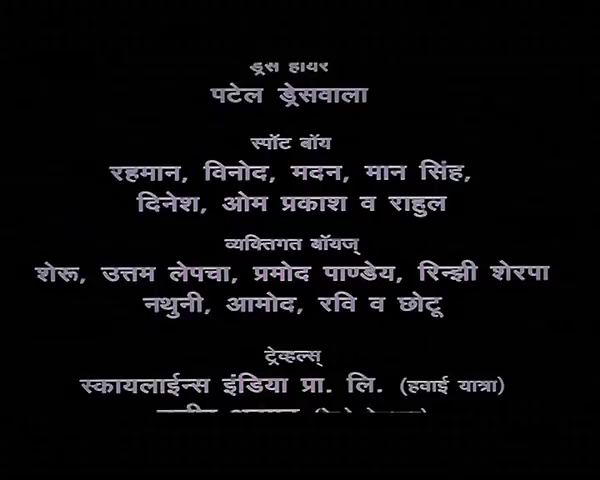 ड्रेस हायर
पटेल ड्रेसवाला
स्पॉट बॉय
रहमान, विनोद, मदन, मान सिंह,
दिनेश, ओम प्रकाश व राहुल
व्यक्तिगत बॉयज्
शेरू, उत्तम लेपचा, प्रमोद पाण्डेय, रिन्झी शेरपा
नथुनी, आमोद, रवि व छोटू
ट्रेव्हल्स्
स्कायलाईन्स इंडिया प्रा. लि. (हवाई यात्रा)